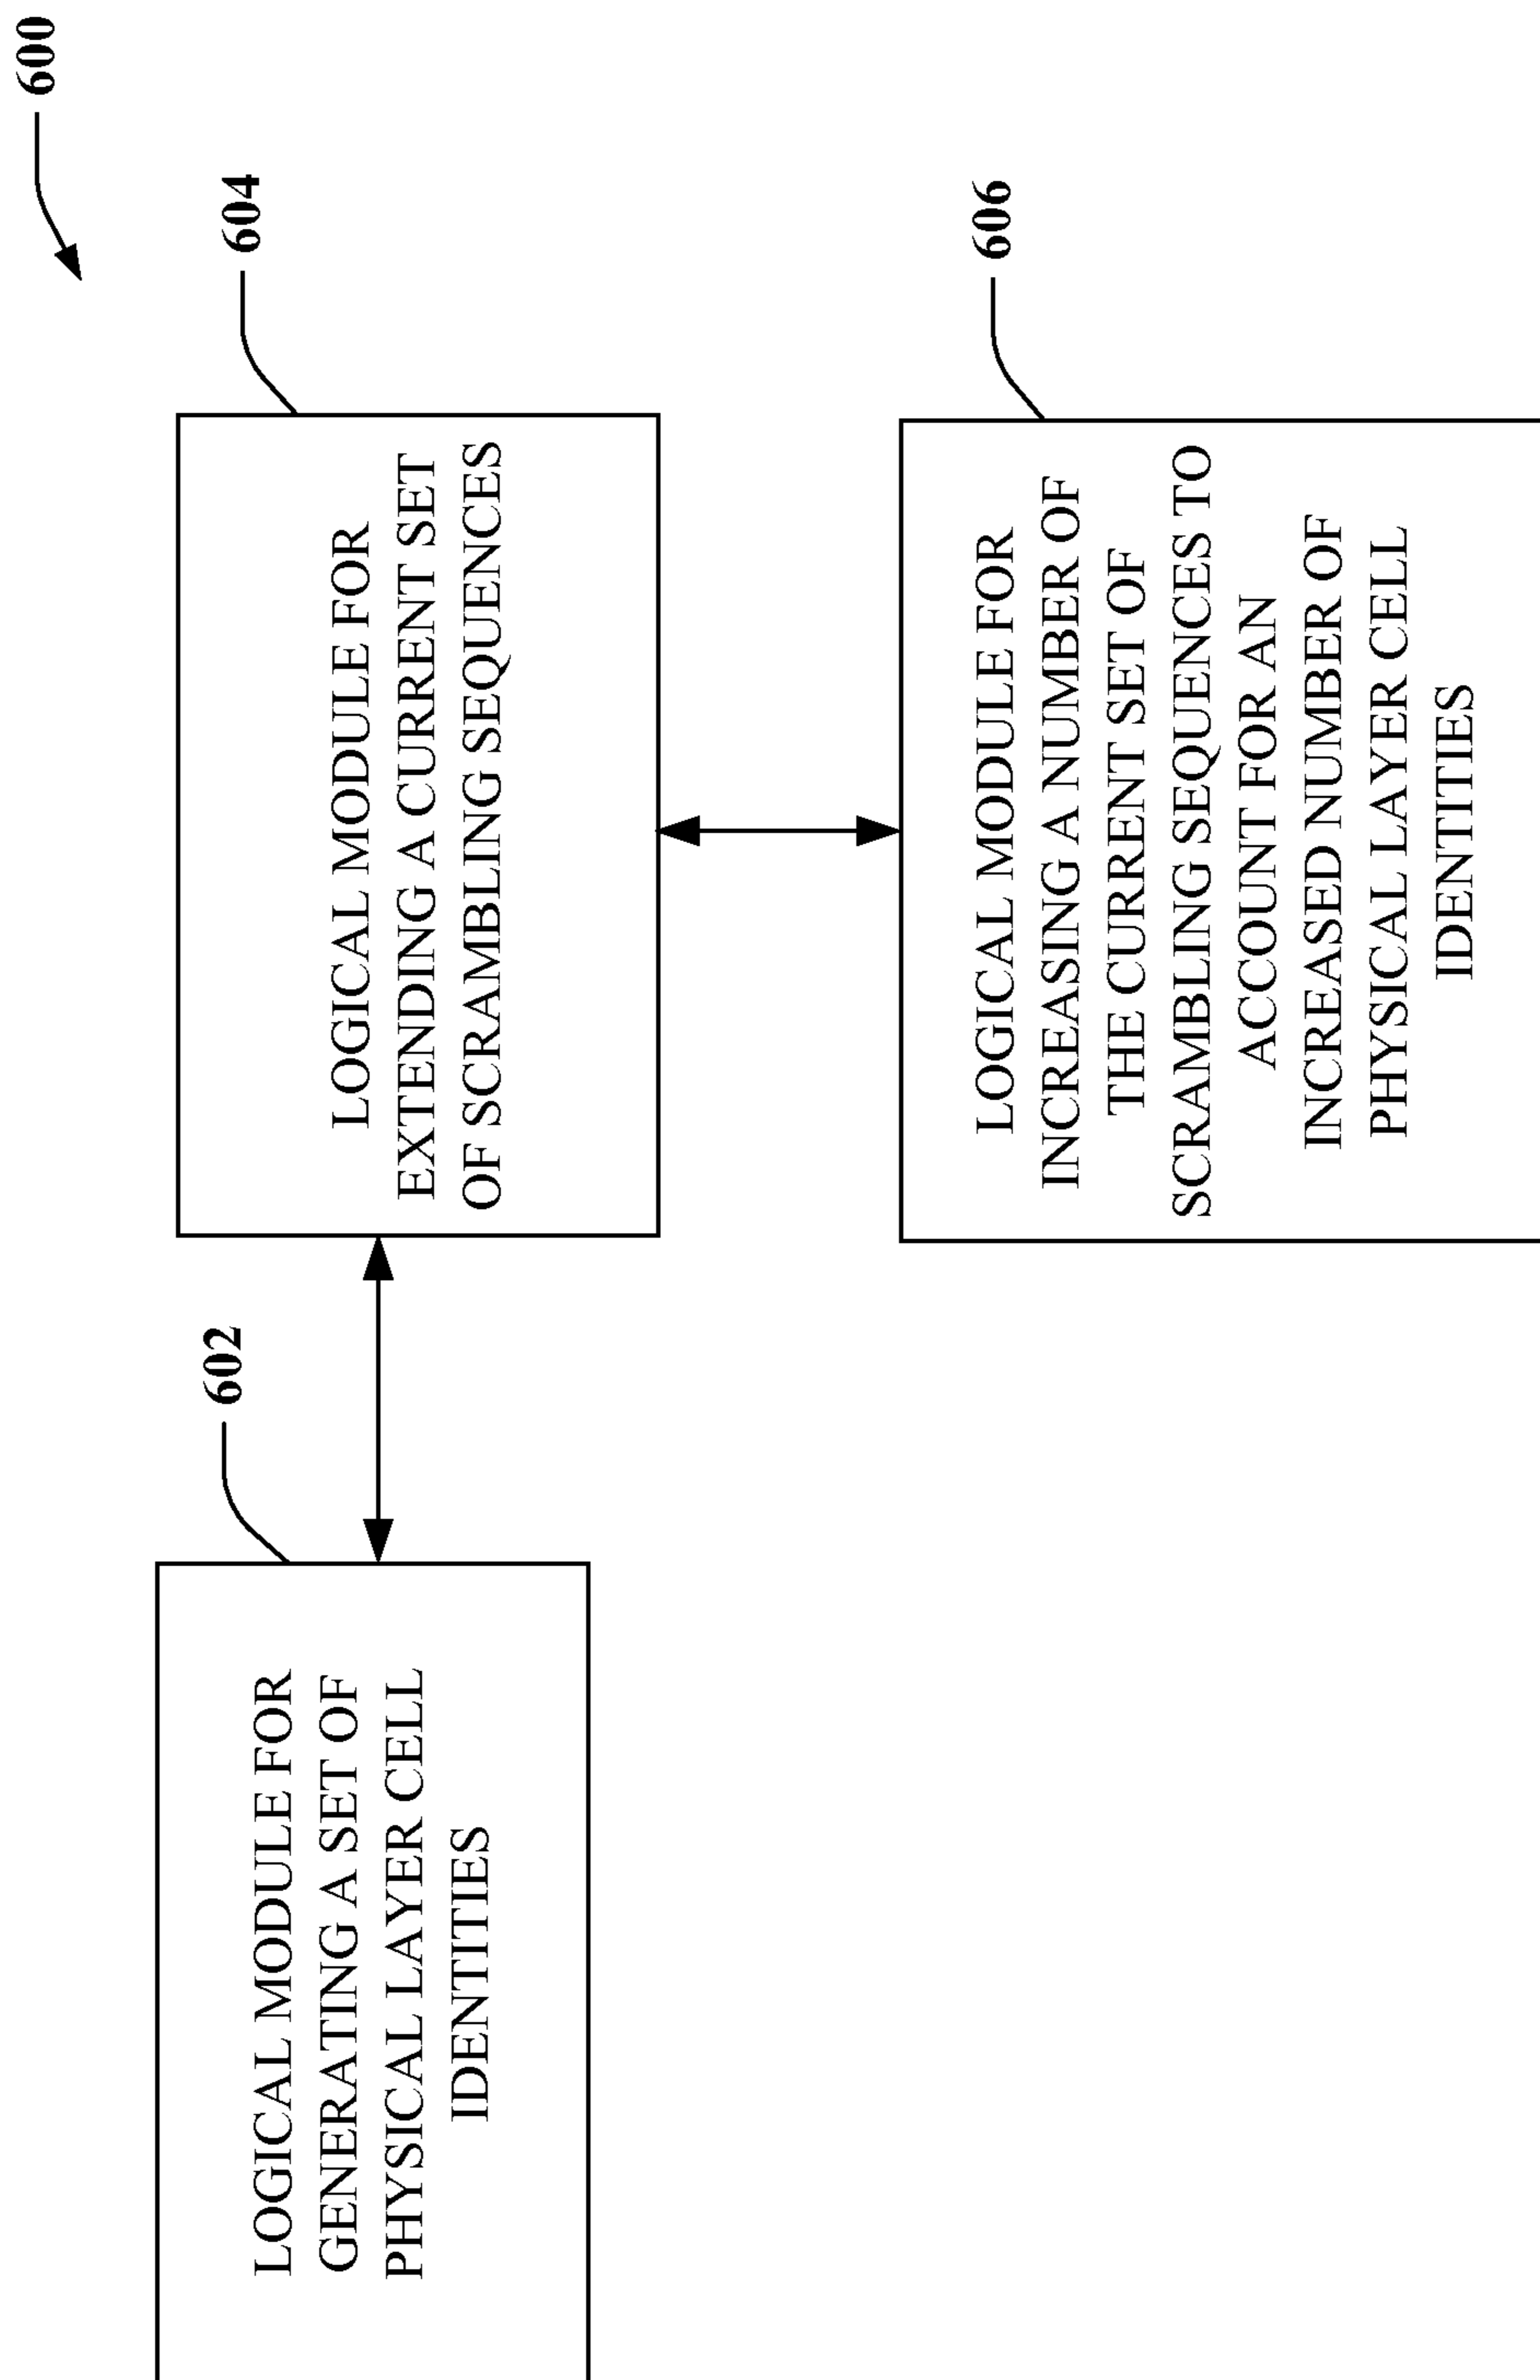 600
602
LOGICAL MODULE FOR
GENERATING A SET OF
PHYSICAL LAYER CELL
IDENTITIES
604
LOGICAL MODULE FOR
EXTENDING A CURRENT SET
OF SCRAMBLING SEQUENCES
606
LOGICAL MODULE FOR
INCREASING A NUMBER OF
THE CURRENT SET OF
SCRAMBLING SEQUENCES TO
ACCOUNT FOR AN
INCREASED NUMBER OF
PHYSICAL LAYER CELL
IDENTITIES